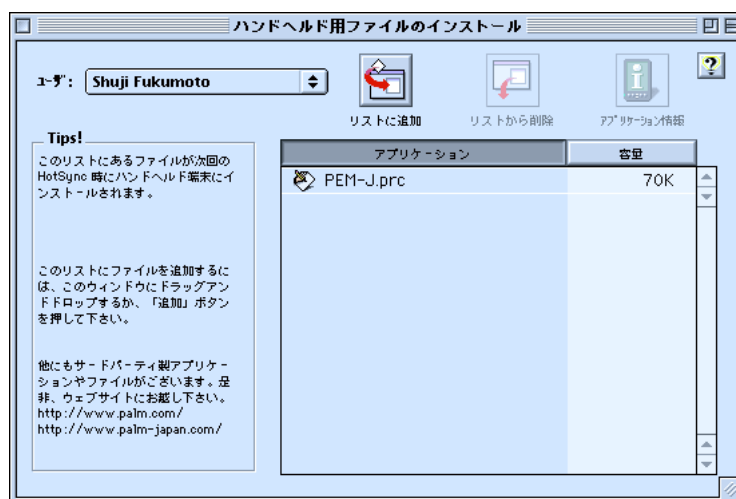 ハンドヘルド用ファイルのインストール
ユーザ: Shuji Fukumoto
リストに追加 リストから削除 アプリケーション情報
Tips!
このリストにあるファイルが次回の
HotSync 時にハンドヘルド端末にイ
ンストールされます。
このリストにファイルを追加するに
は、このウィンドウにドラッグアン
ドドロップするか、「追加」ボタン
を押して下さい。
他にもサードパーティ製アプリケー
ションやファイルがございます。是
非、ウェブサイトにお越し下さい。
http://www.palm.com/
http://www.palm-japan.com/
アプリケーション 容量
PEM-J.prc 70K